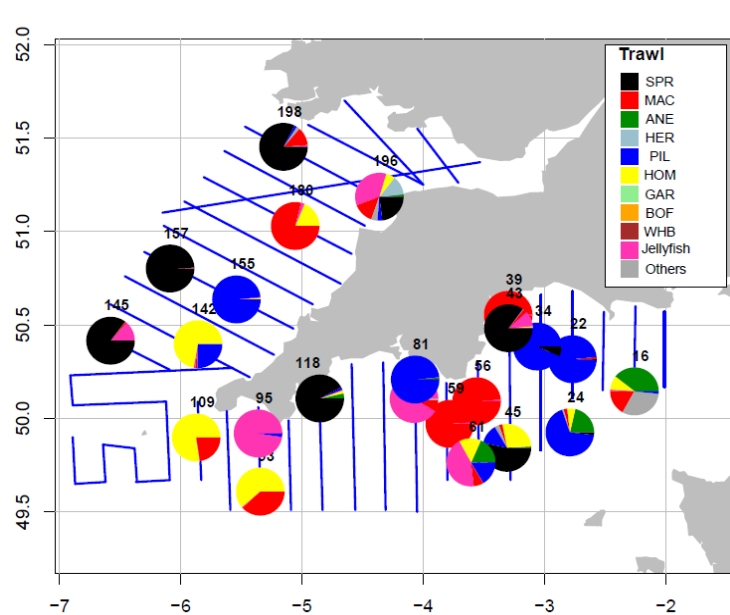 52.0
51.5
51.0
50.5
50.0
49.5
Trawl
SPR
MAC
ANE
HER
PIL
HOM
GAR
BOF
WHB
Jellyfish
Others
198
196
180
157
155
145
142
39
43
34
22
118
81
56
16
109
95
59
61
45
24
−7
−6
−5
−4
−3
−2